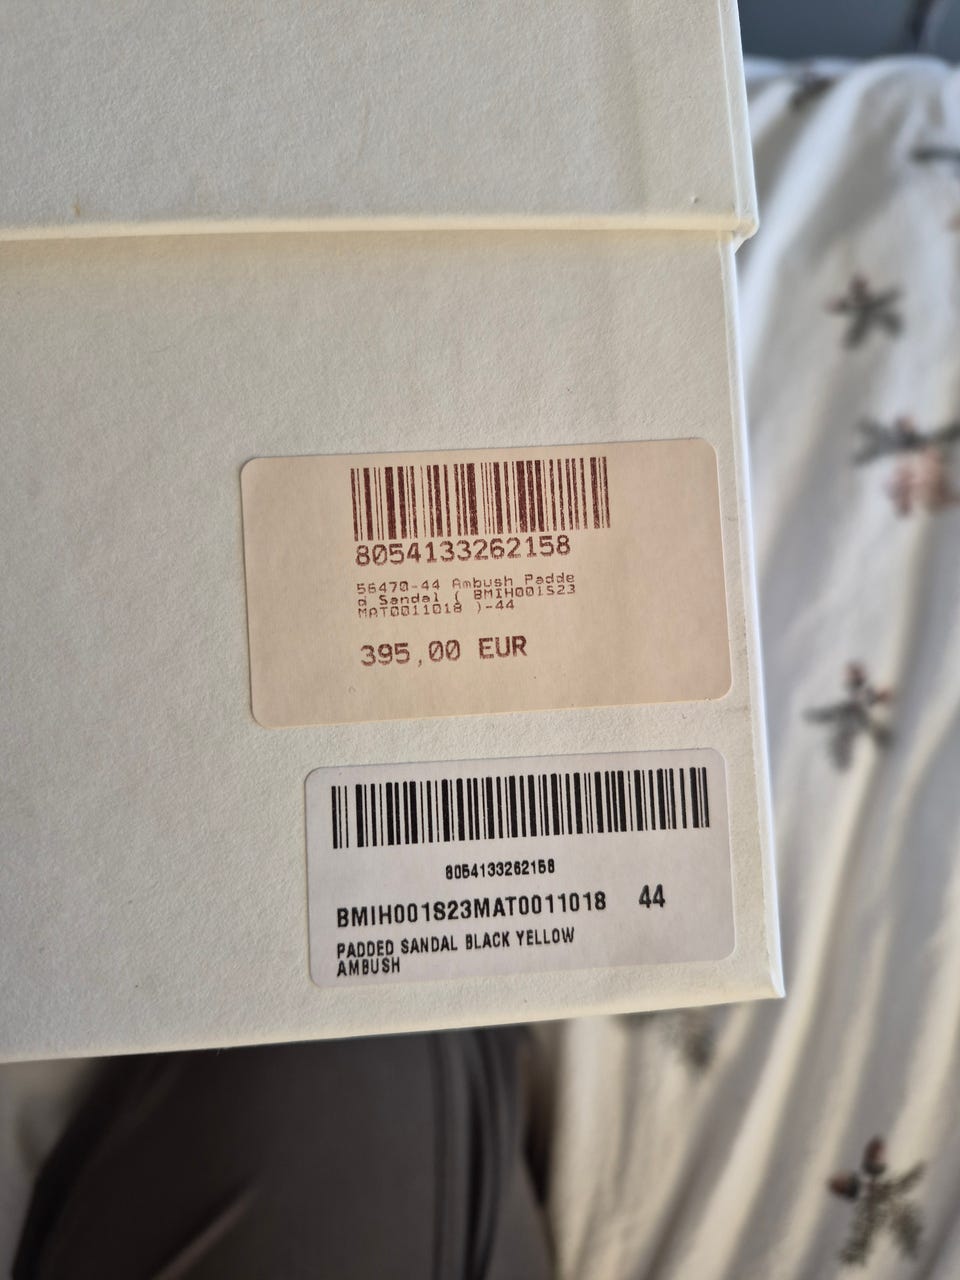 8054133262158
56470-44 Ambush Padde
d Sandal ( BMIH001S23
MAT0011018 )-44
395,00 EUR
8054133262158
BMIH001S23MAT0011018 44
PADDED SANDAL BLACK YELLOW
AMBUSH